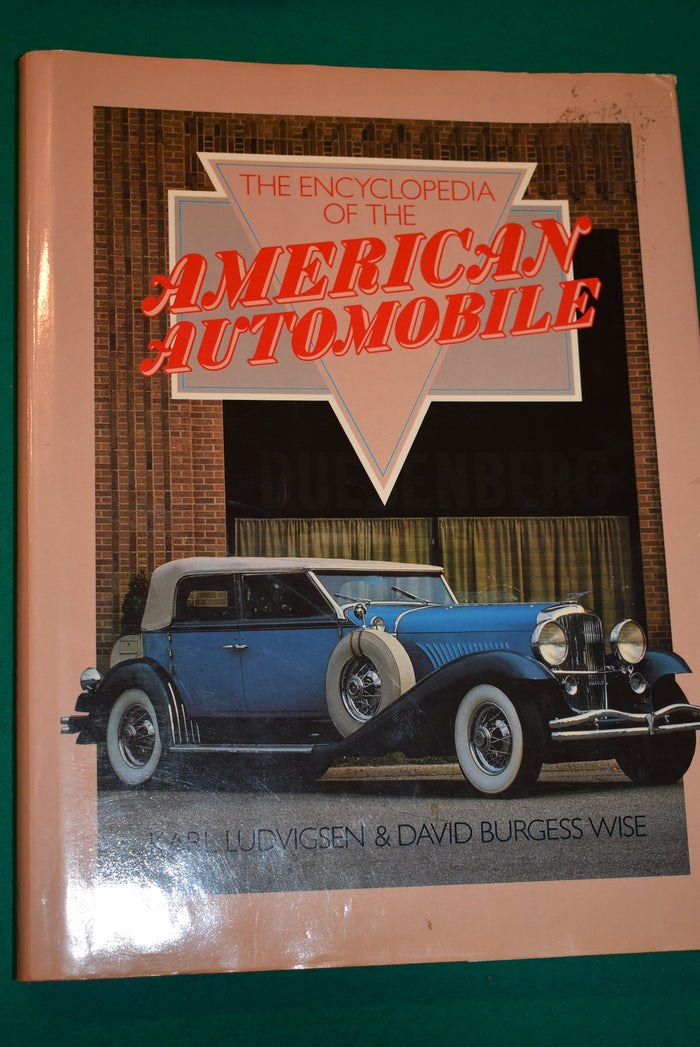 THE ENCYCLOPEDIA
OF THE
AMERICAN
AUTOMOBILE
DUESENBERG
KARL LUDVIGSEN & DAVID BURGESS WISE